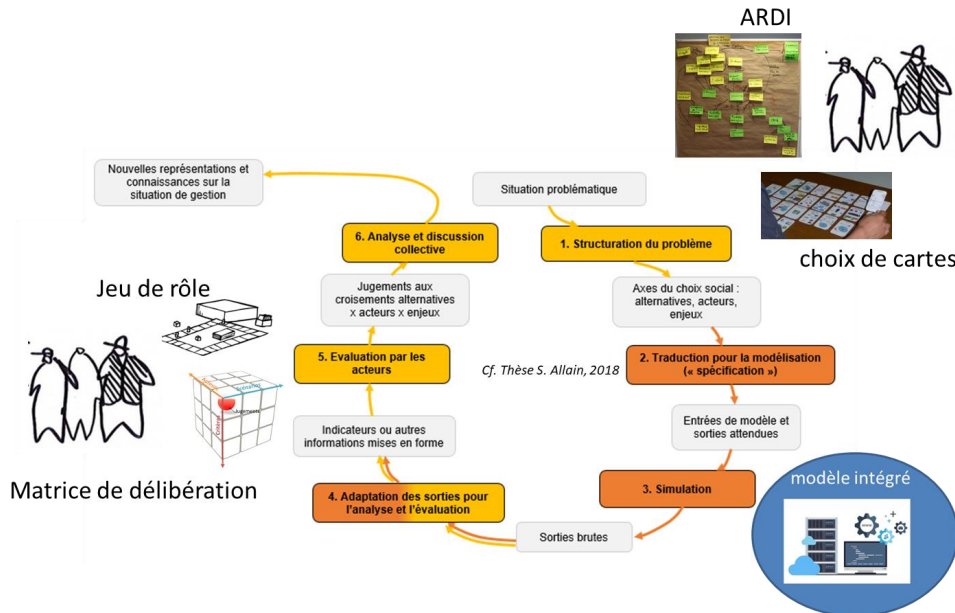 ARDI
Nouvelles représentations et
connaissances sur la
situation de gestion
Situation problématique
6. Analyse et discussion
collective
1. Structuration du problème
choix de cartes
Jeu de rôle
Jugements aux
croisements alternatives
x acteurs x enjeux
Axes du choix social :
alternatives, acteurs,
enjeux
5. Evaluation par les
acteurs
Cf. Thèse S. Allain, 2018
2. Traduction pour la modélisation
(« spécification »)
Scénarios
Jugements
Critères
Indicateurs ou autres
informations mises en forme
Entrées de modèle et
sorties attendues
Matrice de délibération
4. Adaptation des sorties pour
l'analyse et l'évaluation
3. Simulation
modèle intégré
Sorties brutes